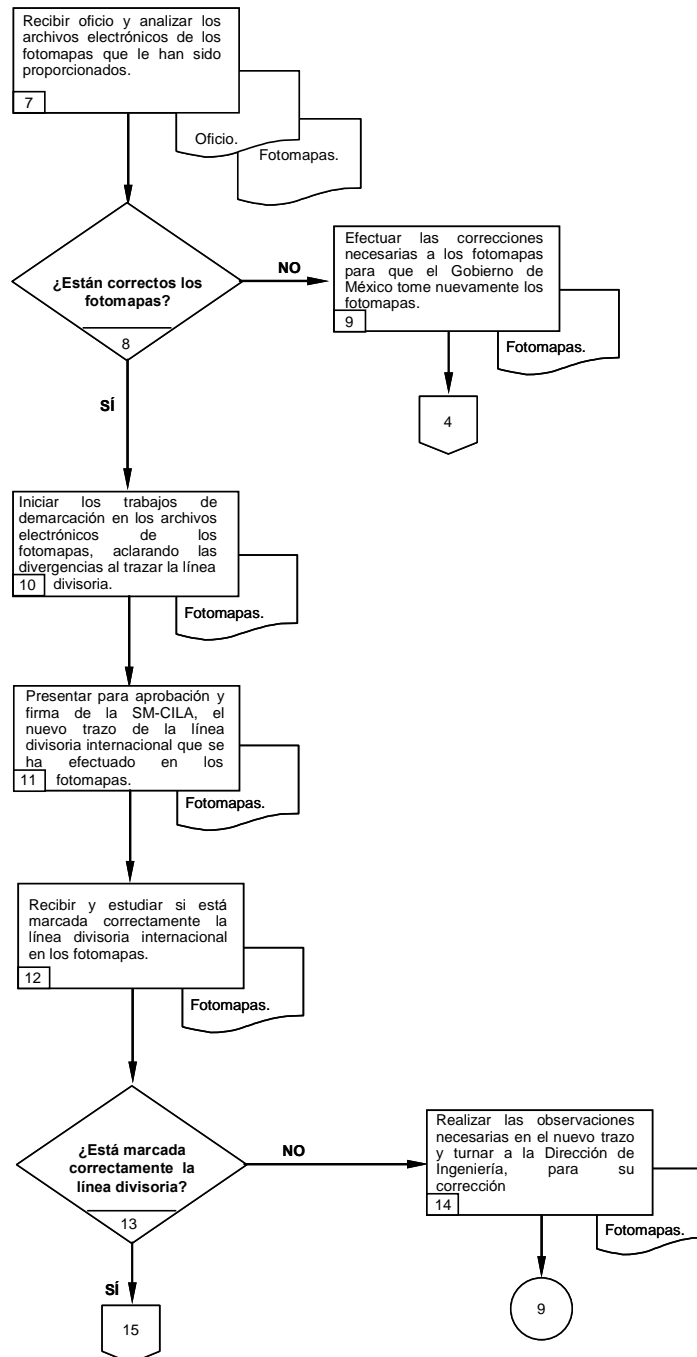 Recibir oficio y analizar los
archivos electrónicos de los
fotomapas que le han sido
proporcionados.
7
Oficio.
Fotomapas.
¿Están correctos los
fotomapas?
8
NO
Efectuar las correcciones
necesarias a los fotomapas
para que el Gobierno de
México tome nuevamente los
fotomapas.
9
Fotomapas.
4
SÍ
Iniciar los trabajos de
demarcación en los archivos
electrónicos de los
fotomapas, aclarando las
divergencias al trazar la línea
divisoria.
10
Fotomapas.
Presentar para aprobación y
firma de la SM-CILA, el
nuevo trazo de la línea
divisoria internacional que se
ha efectuado en los
fotomapas.
11
Fotomapas.
Recibir y estudiar si está
marcada correctamente la
línea divisoria internacional
en los fotomapas.
12
Fotomapas.
¿Está marcada
correctamente la
línea divisoria?
13
NO
Realizar las observaciones
necesarias en el nuevo trazo
y turnar a la Dirección de
Ingeniería, para su
corrección
14
Fotomapas.
9
SÍ
15